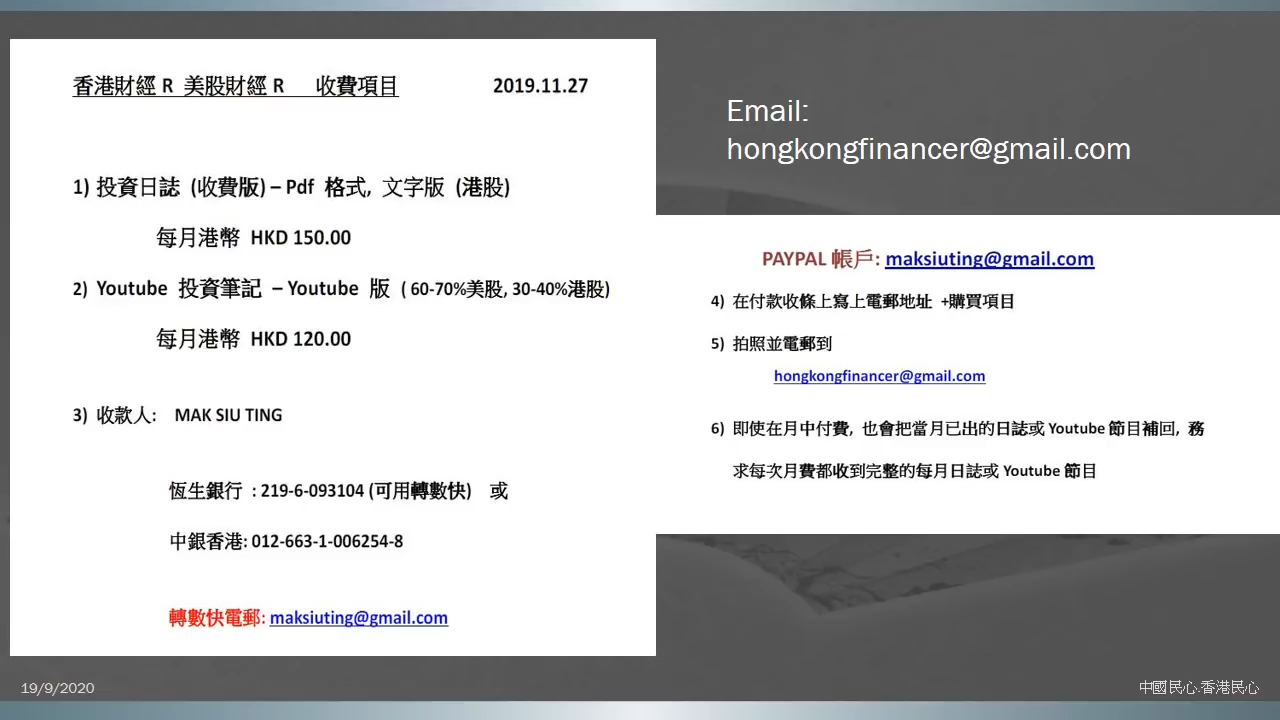 香港財經 R 美股財經 R 收費項目 2019.11.27
1) 投資日誌 (收費版) – Pdf 格式, 文字版 (港股)
每月港幣 HKD 150.00
2) Youtube 投資筆記 – Youtube 版 ( 60-70%美股, 30-40%港股)
每月港幣 HKD 120.00
3) 收款人: MAK SIU TING
恆生銀行 : 219-6-093104 (可用轉數快) 或
中銀香港: 012-663-1-006254-8
轉數快電郵: maksiuting@gmail.com
Email:
hongkongfinancer@gmail.com
PAYPAL 帳戶: maksiuting@gmail.com
4) 在付款收條上寫上電郵地址 +購買項目
5) 拍照並電郵到
hongkongfinancer@gmail.com
6) 即使在月中付費, 也會把當月已出的日誌或 Youtube 節目補回, 務
求每次月費都收到完整的每月日誌或 Youtube 節目
19/9/2020
中國民心.香港民心